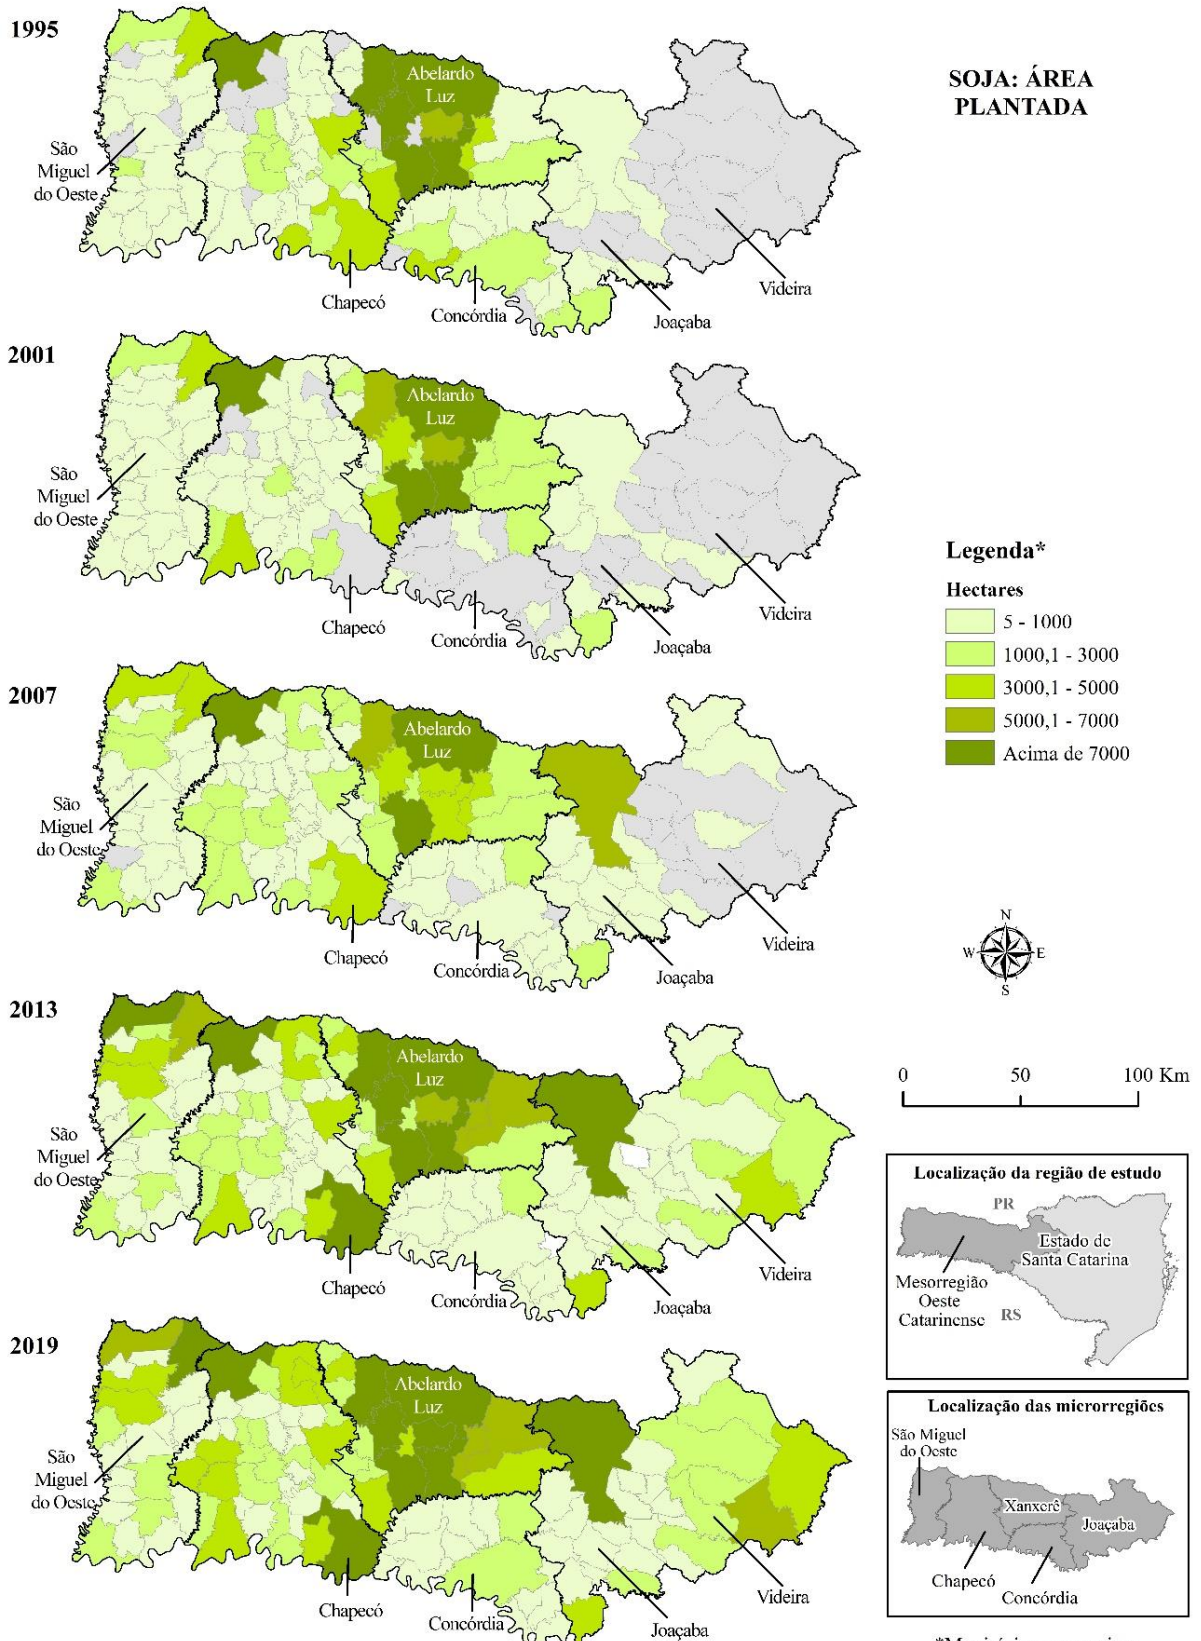 1995
SOJA: ÁREA
PLANTADA
Abelardo
Luz
São
Miguel
do Oeste
Chapecó
Concórdia
Joaçaba
Videira
2001
Abelardo
Luz
São
Miguel
do Oeste
Chapecó
Concórdia
Joaçaba
Videira
Legenda*
Hectares
5 - 1000
1000,1 - 3000
3000,1 - 5000
5000,1 - 7000
Acima de 7000
2007
Abelardo
Luz
São
Miguel
do Oeste
Chapecó
Concórdia
Joaçaba
Videira
N
W E
S
2013
Abelardo
Luz
São
Miguel
do Oeste
Chapecó
Concórdia
Joaçaba
Videira
0 50 100 Km
Localização da região de estudo
PR
Estado de
Santa Catarina
Mesorregião
Oeste
Catarinense
RS
2019
Abelardo
Luz
São
Miguel
do Oeste
Chapecó
Concórdia
Joaçaba
Videira
Localização das microrregiões
São Miguel
do Oeste
Xanxerê
Joaçaba
Chapecó
Concórdia